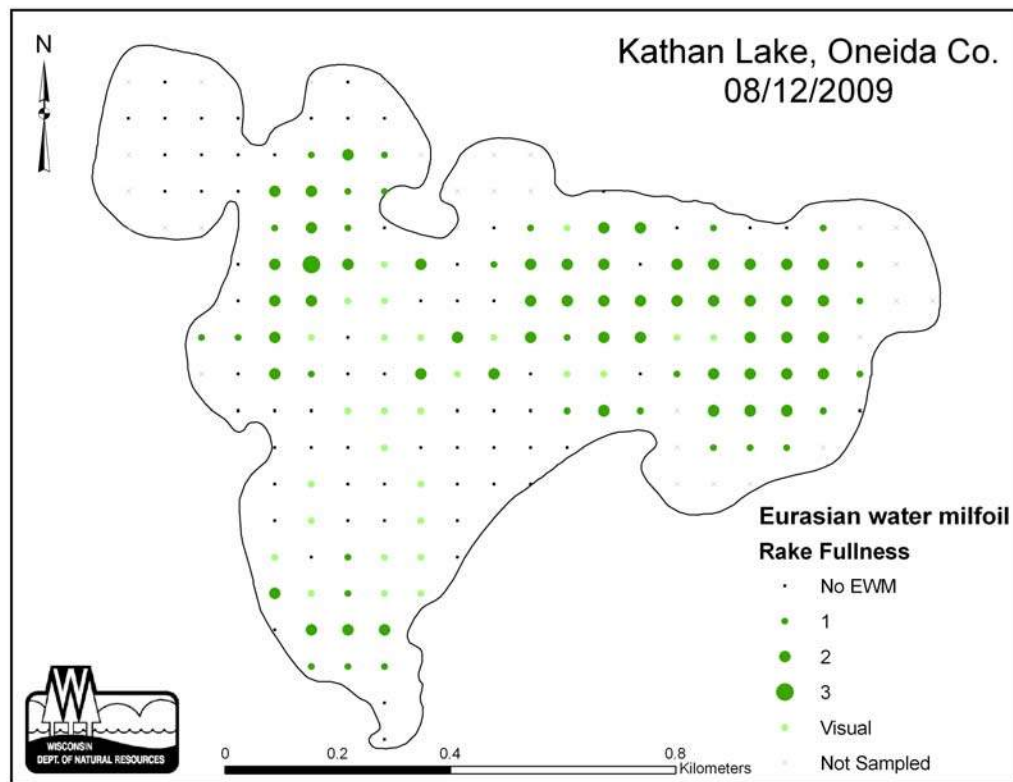 N
Kathan Lake, Oneida Co.
08/12/2009
Eurasian water milfoil
Rake Fullness
No EWM
1
2
3
Visual
Not Sampled
W
WISCONSIN
DEPT. OF NATURAL RESOURCES
0 0.2 0.4 0.8
Kilometers